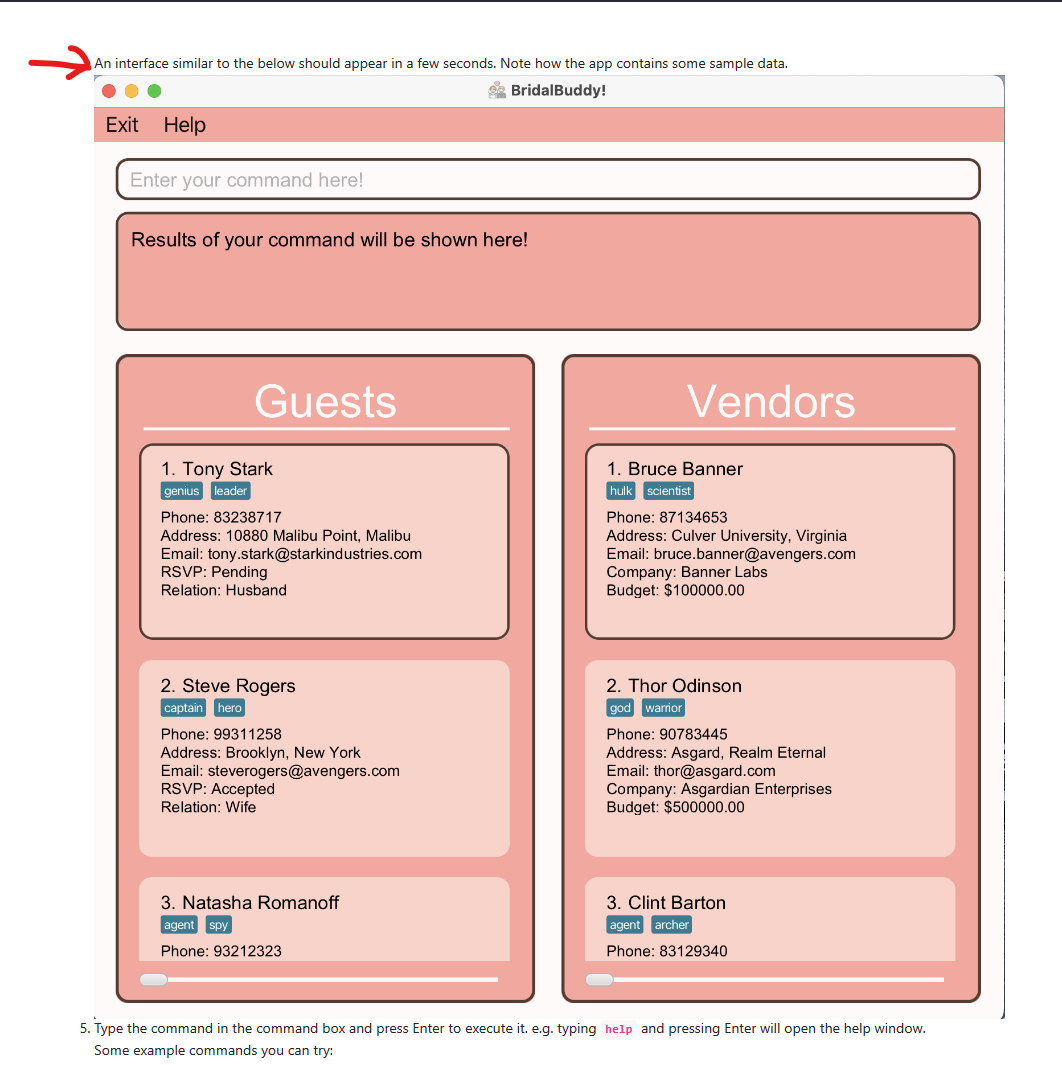 An interface similar to the below should appear in a few seconds. Note how the app contains some sample data.
BridalBuddy!
Exit Help
Enter your command here!
Results of your command will be shown here!
Guests
1. Tony Stark
genius leader
Phone: 83238717
Address: 10880 Malibu Point, Malibu
Email: tony.stark@starkindustries.com
RSVP: Pending
Relation: Husband
2. Steve Rogers
captain hero
Phone: 99311258
Address: Brooklyn, New York
Email: steverogers@avengers.com
RSVP: Accepted
Relation: Wife
3. Natasha Romanoff
agent spy
Phone: 93212323
Vendors
1. Bruce Banner
hulk scientist
Phone: 87134653
Address: Culver University, Virginia
Email: bruce.banner@avengers.com
Company: Banner Labs
Budget: $100000.00
2. Thor Odinson
god warrior
Phone: 90783445
Address: Asgard, Realm Eternal
Email: thor@asgard.com
Company: Asgardian Enterprises
Budget: $500000.00
3. Clint Barton
agent archer
Phone: 83129340
5. Type the command in the command box and press Enter to execute it. e.g. typing help and pressing Enter will open the help window.
Some example commands you can try: